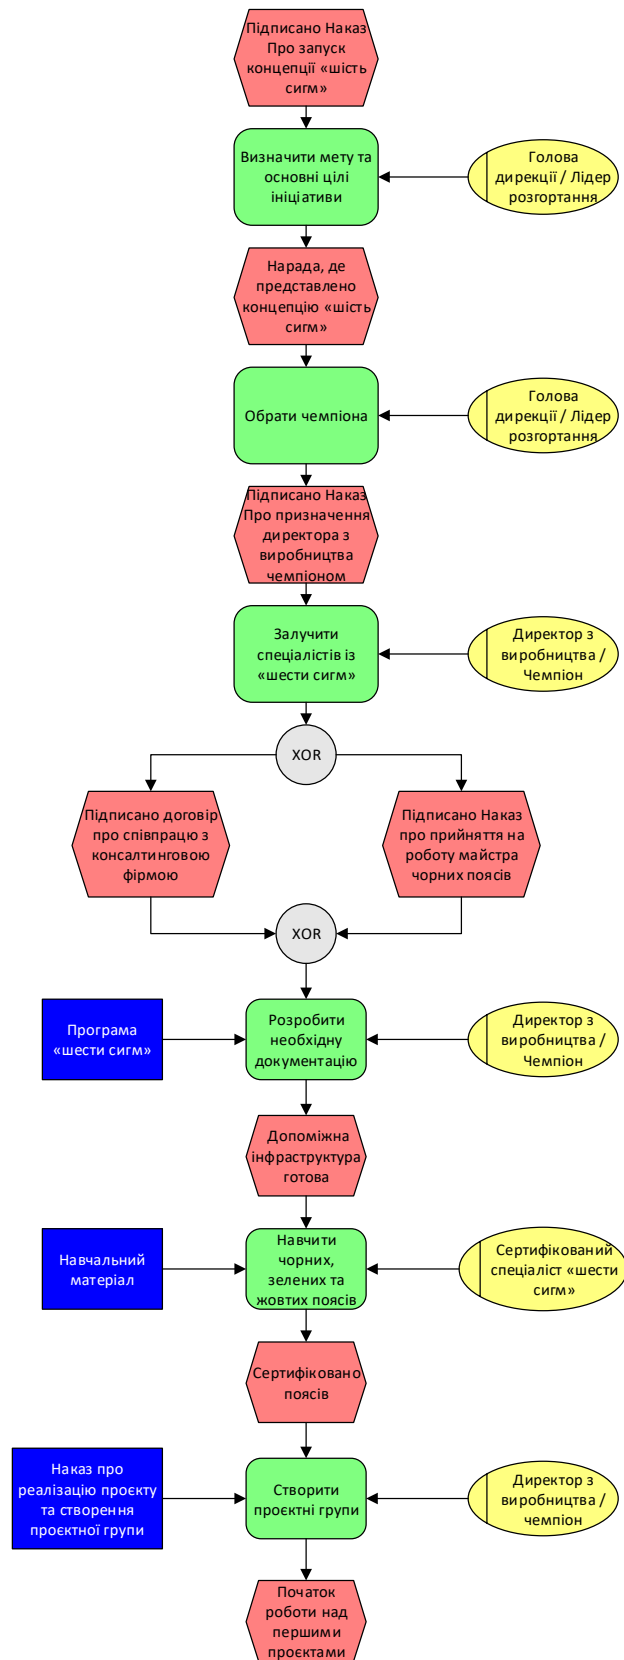 Підписано Наказ
Про запуск
концепції «шість
сигм»
Визначити мету та
основні цілі
ініціативи
Голова
дирекції / Лідер
розгортання
Нарада, де
представлено
концепцію «шість
сигм»
Обрати чемпіона
Голова
дирекції / Лідер
розгортання
Підписано Наказ
Про призначення
директора з
виробництва
чемпіоном
Залучити
спеціалістів із
«шести сигм»
Директор з
виробництва /
Чемпіон
XOR
Підписано договір
про співпрацю з
консалтинговою
фірмою
Підписано Наказ
про прийняття на
роботу майстра
чорних поясів
XOR
Програма
«шести сигм»
Розробити
необхідну
документацію
Директор з
виробництва /
Чемпіон
Допоміжна
інфраструктура
готова
Навчальний
матеріал
Навчити
чорних,
зелених та
жовтих поясів
Сертифікований
спеціаліст «шести
сигм»
Сертифіковано
поясів
Наказ про
реалізацію проєкту
та створення
проєктної групи
Створити
проєктні групи
Директор з
виробництва /
чемпіон
Початок
роботи над
першими
проєктами